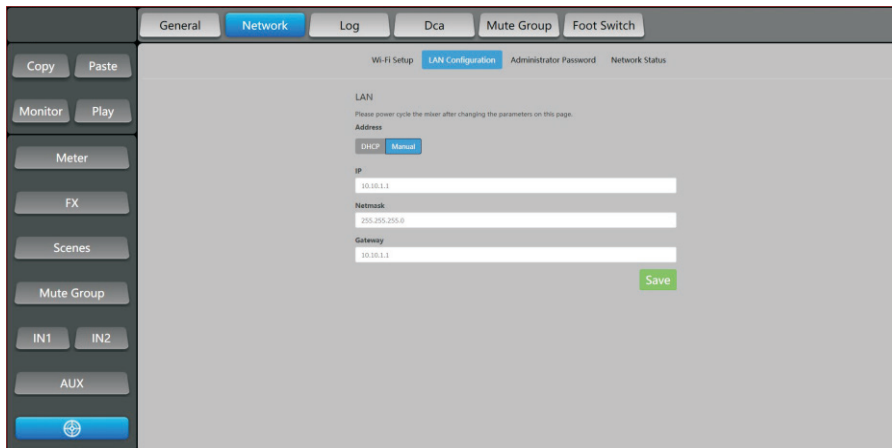 General Network Log Dca Mute Group Foot Switch
Wi-Fi Setup LAN Configuration Administrator Password Network Status
Copy Paste
Monitor Play
Meter
FX
Scenes
Mute Group
IN1 IN2
AUX
LAN
Please power cycle the mixer after changing the parameters on this page.
Address
DHCP Manual
IP
10.10.1.1
Netmask
255.255.255.0
Gateway
10.10.1.1
Save